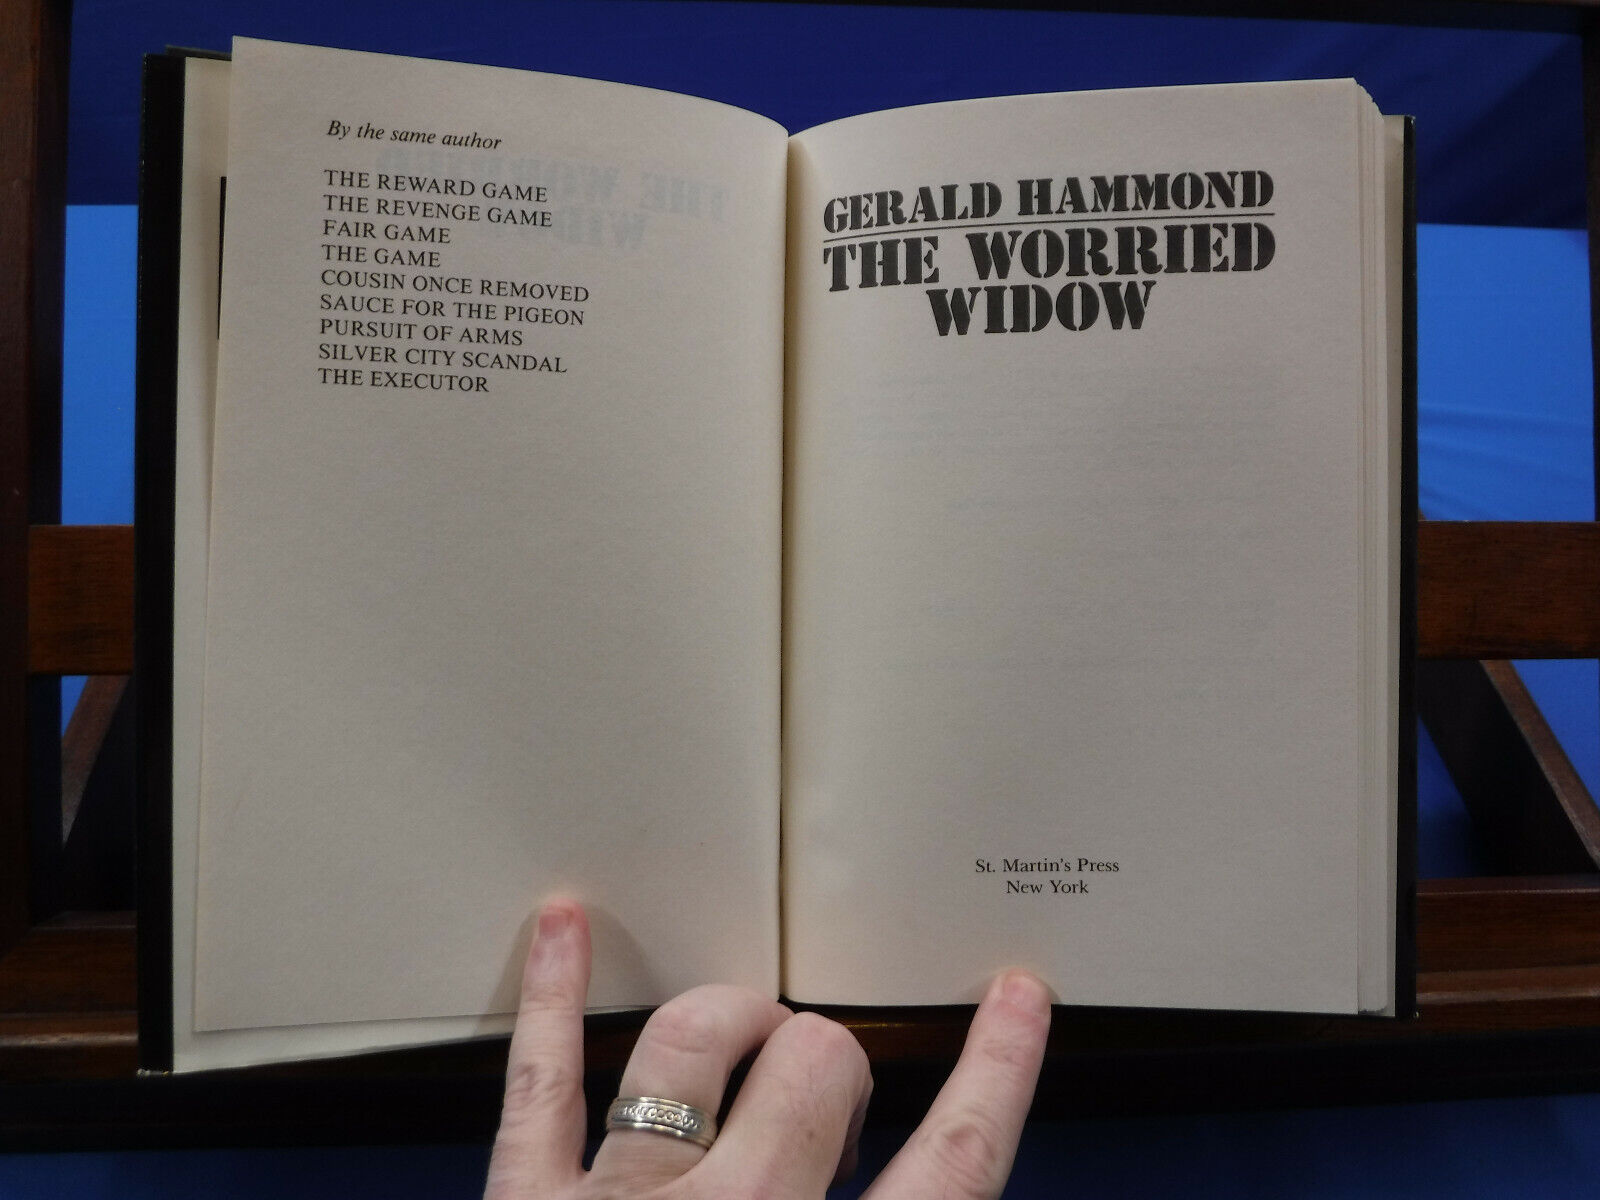 By the same author
THE REWARD GAME
THE REVENGE GAME
FAIR GAME
THE GAME
COUSIN ONCE REMOVED
SAUCE FOR THE PIGEON
PURSUIT OF ARMS
SILVER CITY SCANDAL
THE EXECUTOR
GERALD HAMMOND
THE WORRIED
WIDOW
St. Martin's Press
New York